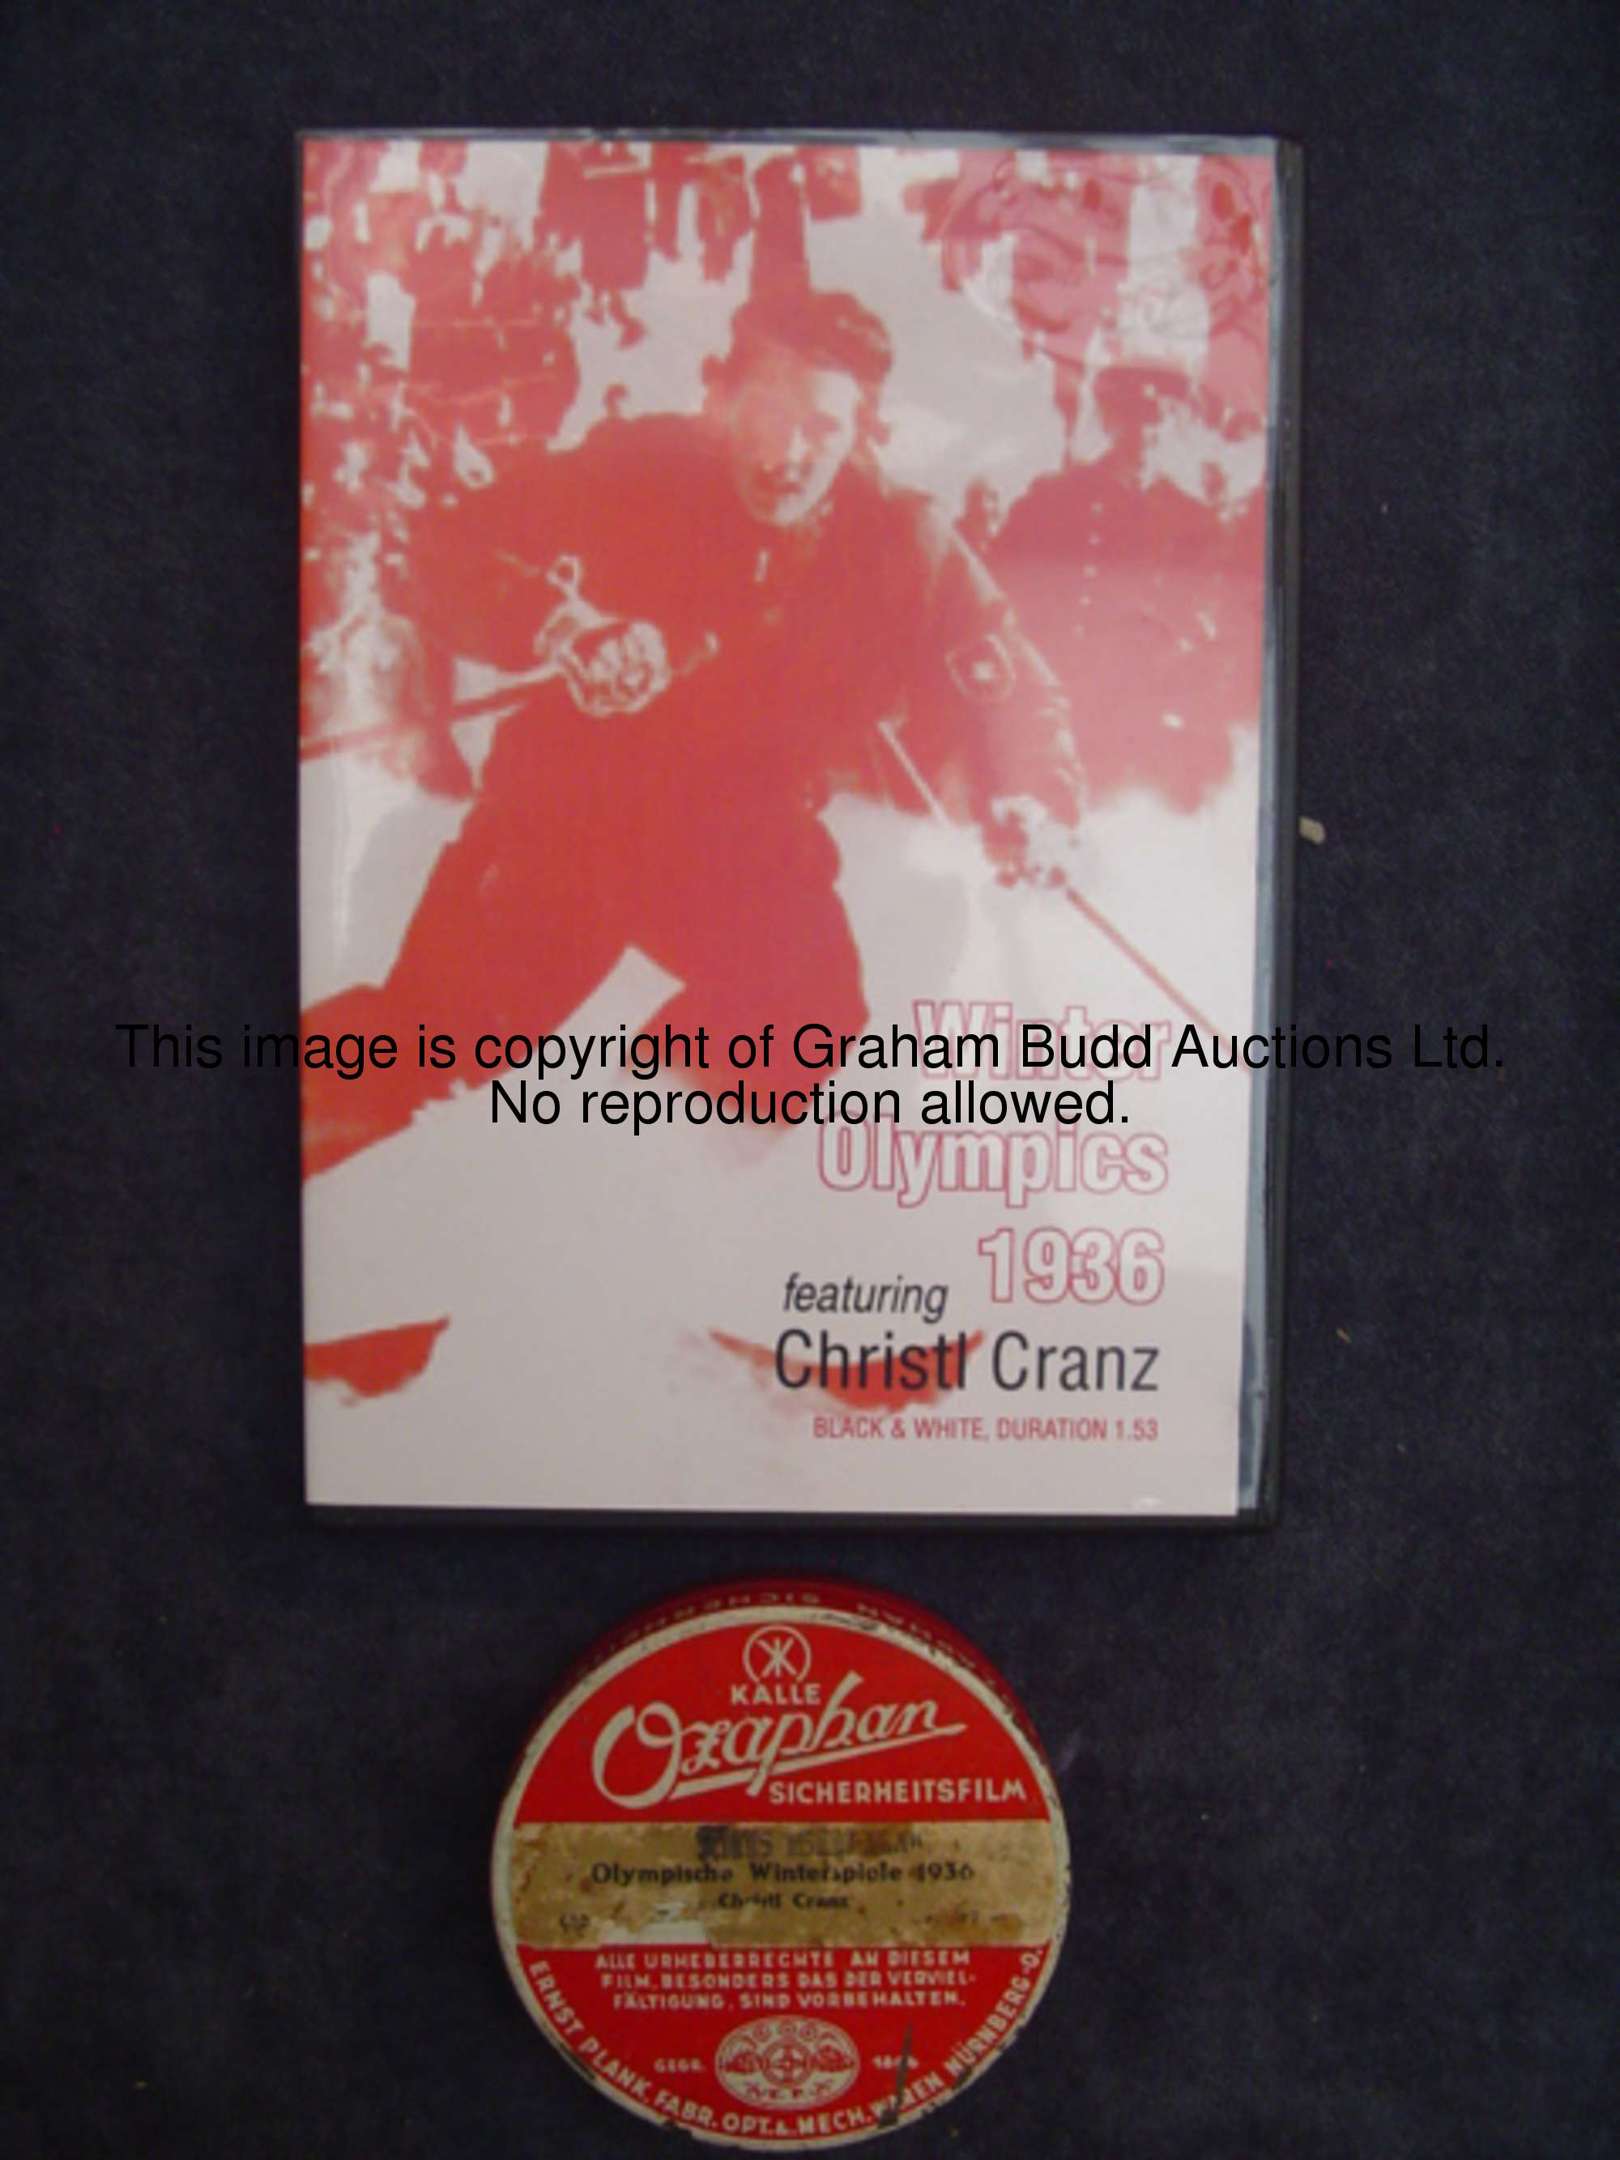 Winter
This image is copyright of Graham Budd Auctions Ltd.
No reproduction allowed.
Olympics
1936
featuring
Christl Cranz
BLACK & WHITE, DURATION 1.53
KALLE
Ozaphan
SICHERHEITSFILM
Olympische Winterspiele 1936
Christl Cranz
ALLE URHEBERRECHTE AN DIESEM
FILM, BESONDERS DAS DER VERVIEL-
FÄLTIGUNG, SIND VORBEHALTEN.
GEGR.
ERNST PLANK, FABR. OPT. & MECH. WAREN NÜRNBERG-O.